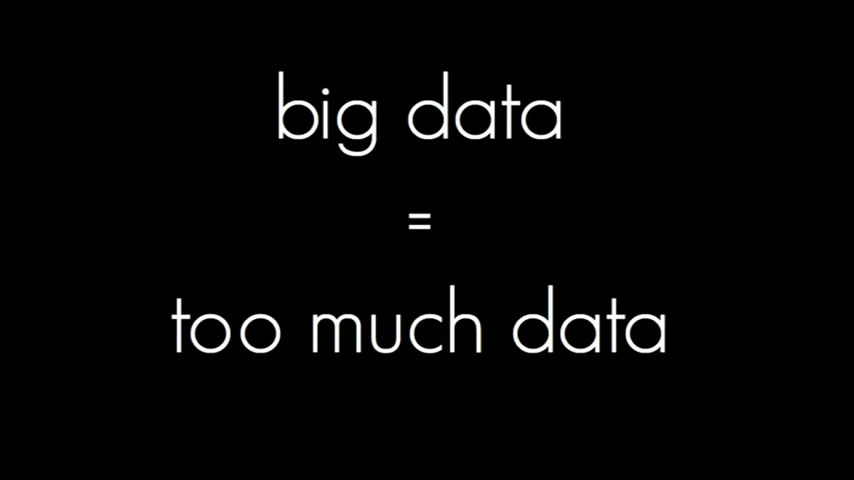 big data
=
too much data